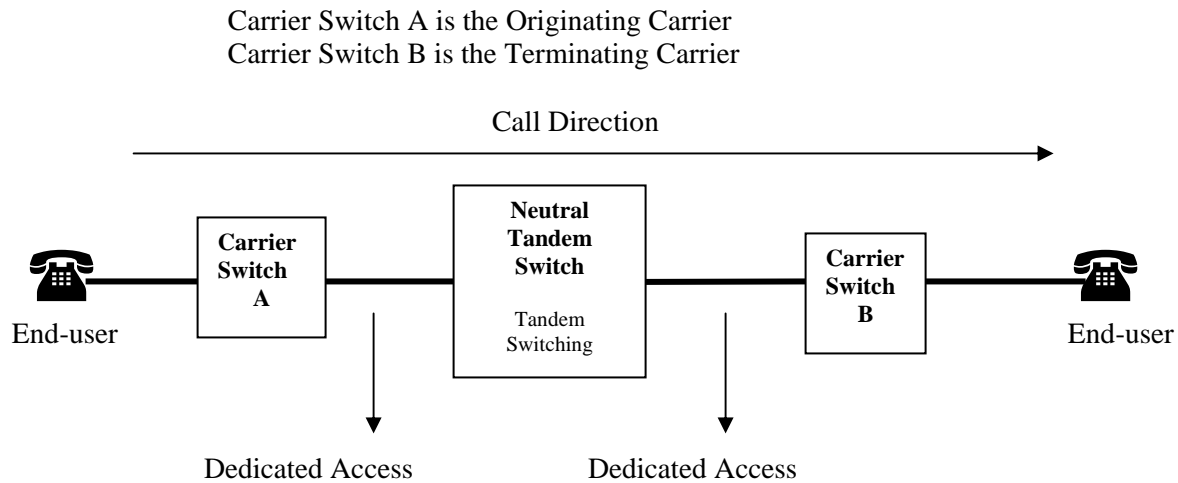 Carrier Switch A is the Originating Carrier
Carrier Switch B is the Terminating Carrier
Call Direction
End-user
Carrier
Switch
A
Neutral
Tandem
Switch
Tandem
Switching
Carrier
Switch
B
End-user
Dedicated Access
Dedicated Access